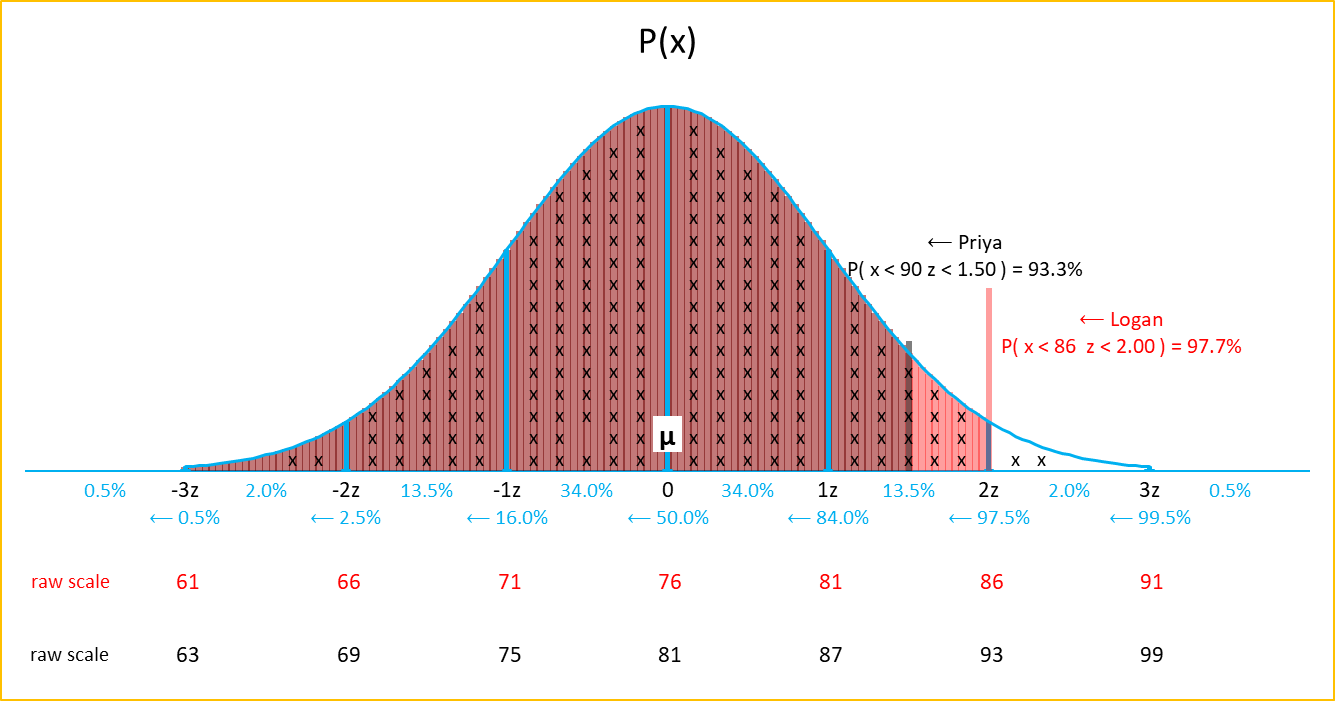 P(x)
← Priya
P( x < 90 z < 1.50 ) = 93.3%
← Logan
P( x < 86 z < 2.00 ) = 97.7%
μ
0.5% -3z 2.0% -2z 13.5% -1z 34.0% 0 34.0% 1z 13.5% 2z 2.0% 3z 0.5%
← 0.5% ← 2.5% ← 16.0% ← 50.0% ← 84.0% ← 97.5% ← 99.5%
raw scale 61 66 71 76 81 86 91
raw scale 63 69 75 81 87 93 99